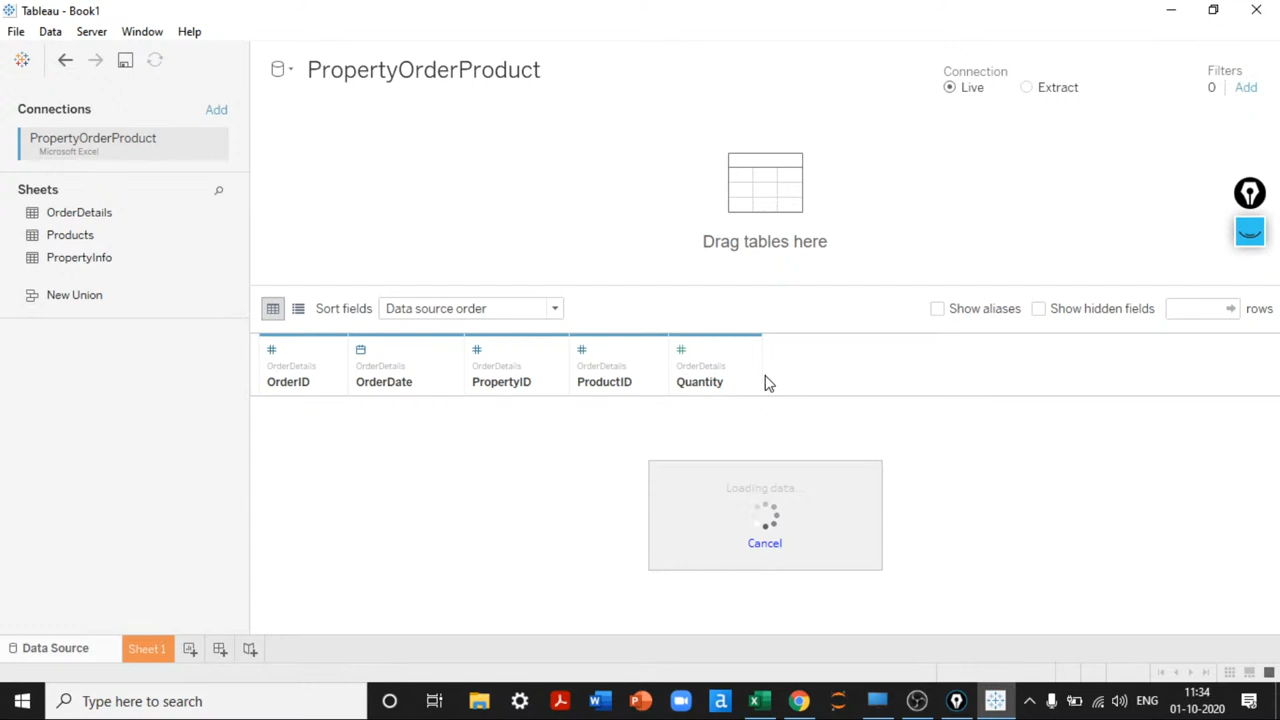 Tableau - Book1
File Data Server Window Help
PropertyOrderProduct
Connection
Live Extract
Filters
0 Add
Connections Add
PropertyOrderProduct
Microsoft Excel
Sheets
OrderDetails
Products
PropertyInfo
New Union
Drag tables here
Sort fields Data source order Show aliases Show hidden fields rows
OrderDetails OrderDetails OrderDetails OrderDetails OrderDetails
OrderID OrderDate PropertyID ProductID Quantity
Loading data...
Cancel
Data Source Sheet 1
Type here to search
ENG
11:34
01-10-2020